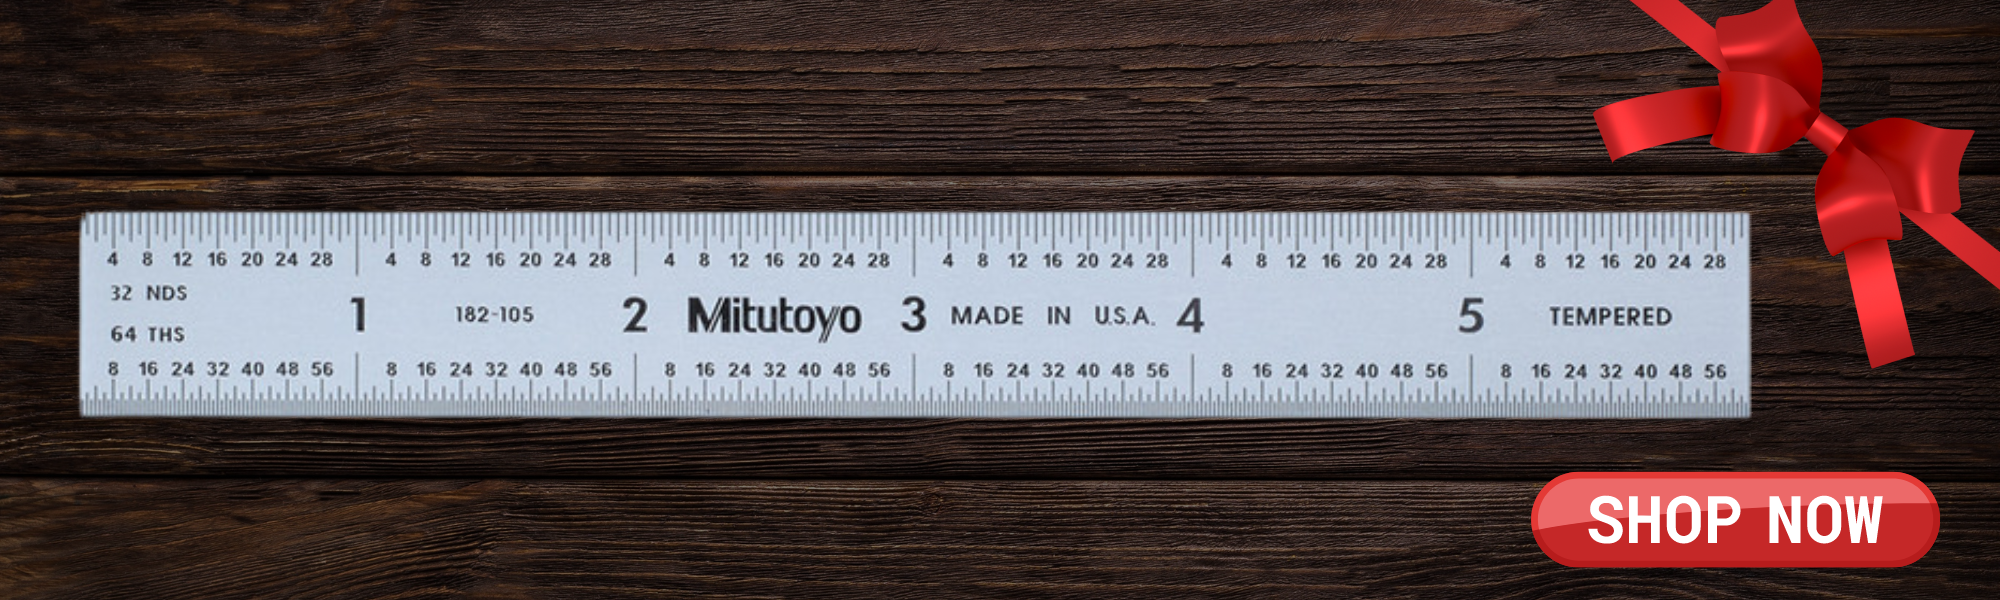 4 8 12 16 20 24 28 4 8 12 16 20 24 28 4 8 12 16 20 24 28 4 8 12 16 20 24 28 4 8 12 16 20 24 28 4 8 12 16 20 24 28
32 NDS
1 182-105 2 Mitutoyo 3 MADE IN U.S.A. 4 5 TEMPERED
64 THS
8 16 24 32 40 48 56 8 16 24 32 40 48 56 8 16 24 32 40 48 56 8 16 24 32 40 48 56 8 16 24 32 40 48 56 8 16 24 32 40 48 56
SHOP NOW